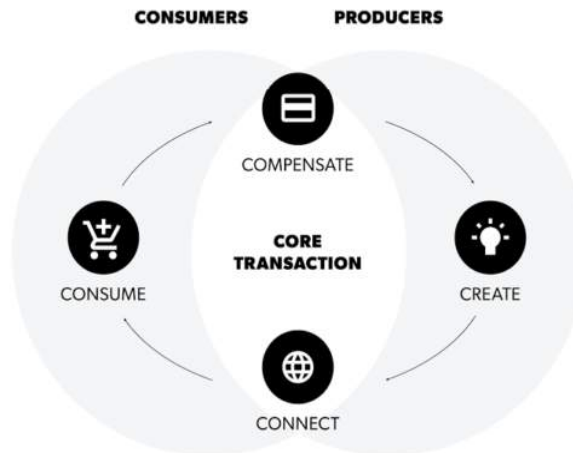 CONSUMERS
PRODUCERS
COMPENSATE
CORE
TRANSACTION
CONSUME
CREATE
CONNECT